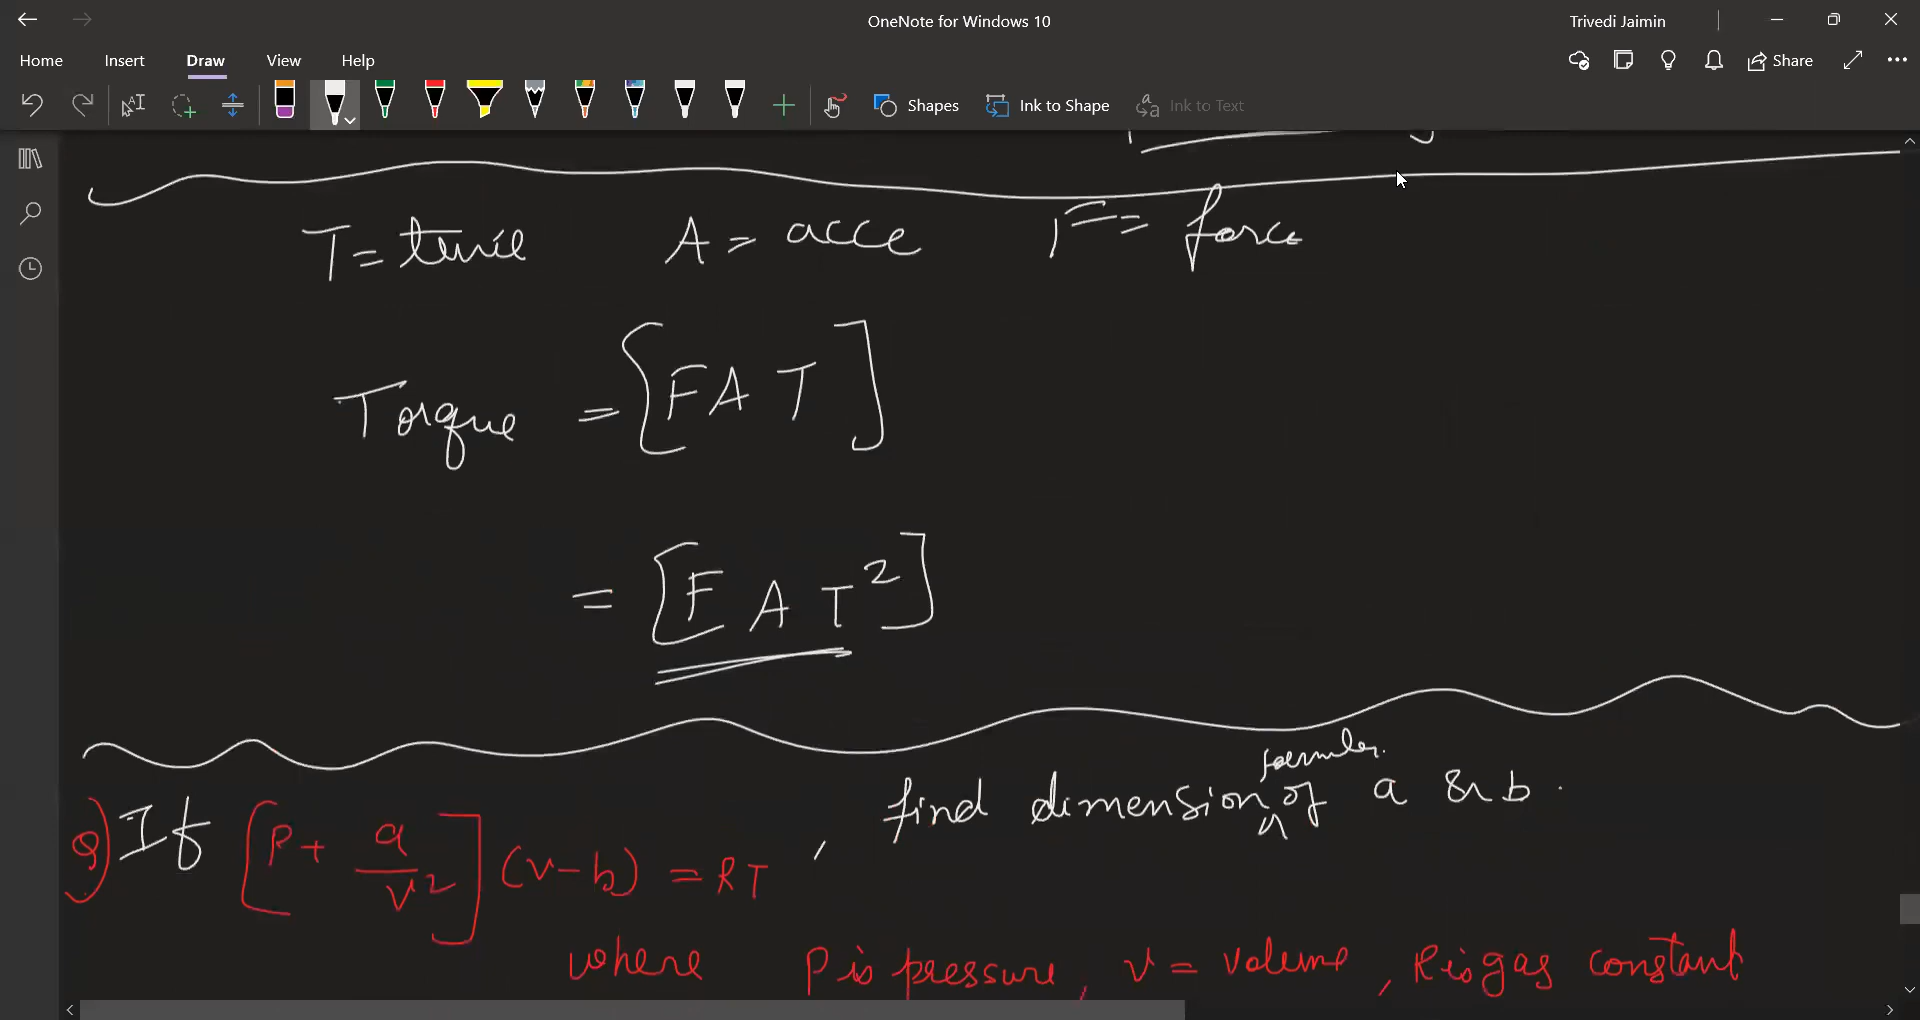 OneNote for Windows 10
Trivedi Jaimin
Home Insert Draw View Help
Share
Shapes Ink to Shape Ink to Text
T = A = acce F = force
Torque = [F A T]
= [F A T²]
formula
Q) If [P + a/v²] (v-b) = RT , find dimension of a & b.
where P is pressure, v = volume, R is gas constant